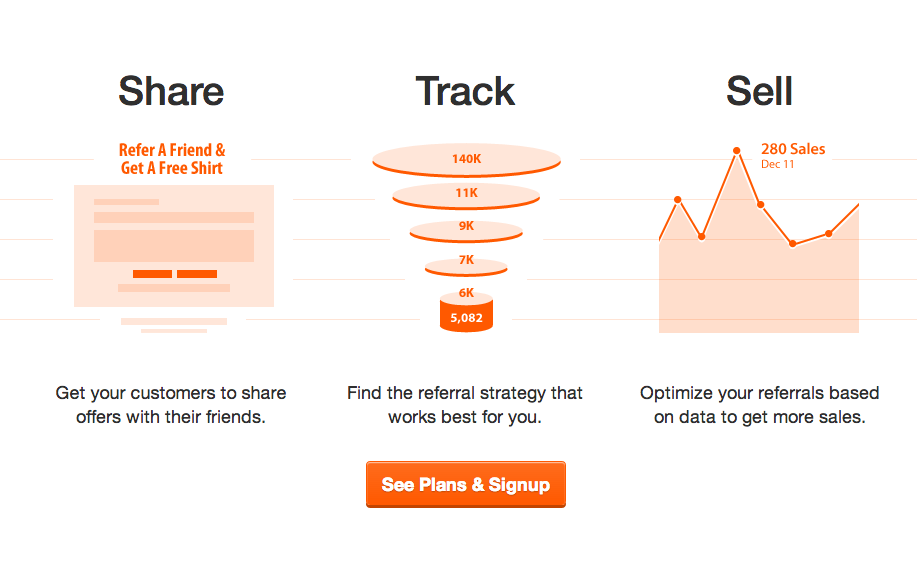 Share
Refer A Friend &
Get A Free Shirt
Get your customers to share
offers with their friends.
Track
140K
11K
9K
7K
6K
5,082
Find the referral strategy that
works best for you.
Sell
280 Sales
Dec 11
Optimize your referrals based
on data to get more sales.
See Plans & Signup